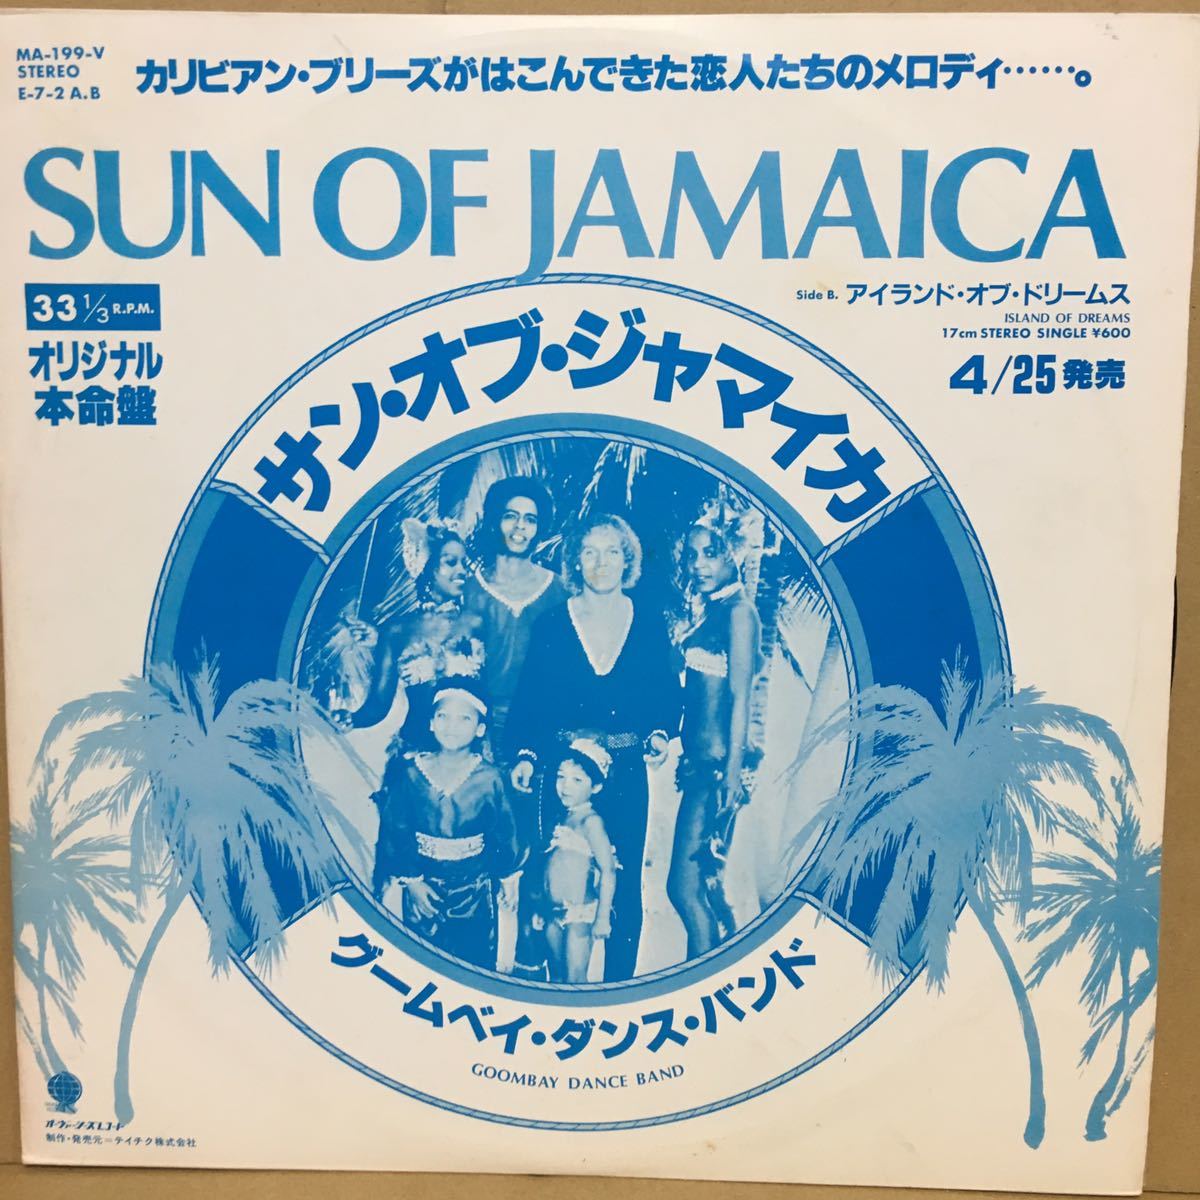 MA-199-V
STEREO
E-7-2 A.B
カリビアン・ブリーズがはこんできた恋人たちのメロディ……。
SUN OF JAMAICA
33 1/3 R.P.M.
オリジナル
本命盤
Side B. アイランド・オブ・ドリームス
ISLAND OF DREAMS
17cm STEREO SINGLE ¥600
4/25発売
サン・オブ・ジャマイカ
グームベイ・ダンス・バンド
GOOMBAY DANCE BAND
オーヴァーシーズレコード
制作・発売元=テイチク株式会社